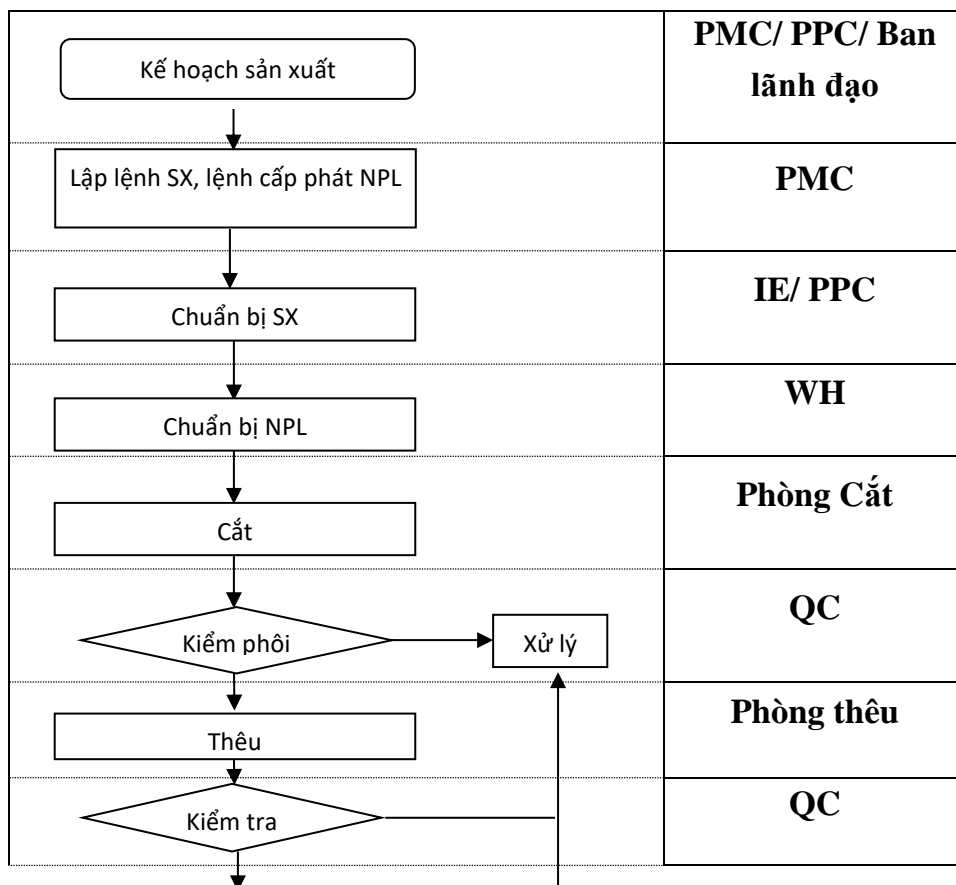 Kế hoạch sản xuất
PMC/ PPC/ Ban
lãnh đạo
Lập lệnh SX, lệnh cấp phát NPL
PMC
Chuẩn bị SX
IE/ PPC
Chuẩn bị NPL
WH
Cắt
Phòng Cắt
Kiểm phôi
Xử lý
QC
Thêu
Phòng thêu
Kiểm tra
QC